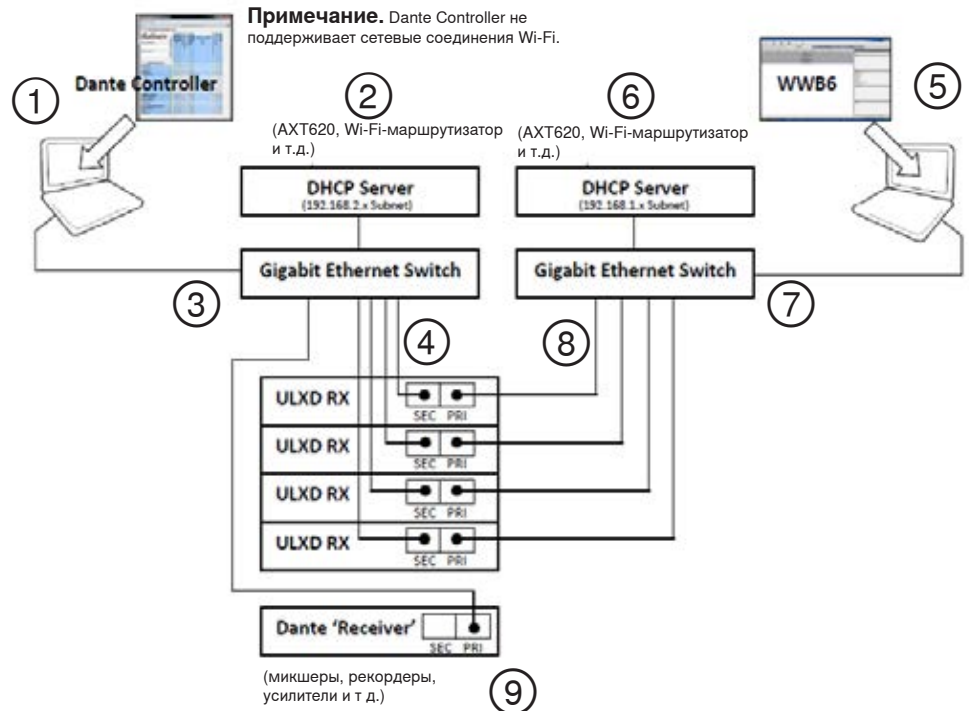 Примечание. Dante Controller не
поддерживает сетевые соединения Wi-Fi.
Dante Controller
1
2
(AXT620, Wi-Fi-маршрутизатор
и т.д.)
6
(AXT620, Wi-Fi-маршрутизатор
и т.д.)
WWB6
5
DHCP Server
(192.168.2.x Subnet)
DHCP Server
(192.168.1.x Subnet)
Gigabit Ethernet Switch
Gigabit Ethernet Switch
3
4
8
7
ULXD RX
SEC PRI
ULXD RX
SEC PRI
ULXD RX
SEC PRI
ULXD RX
SEC PRI
Dante ‘Receiver’
SEC PRI
(микшеры, рекордеры,
усилители и т д.)
9